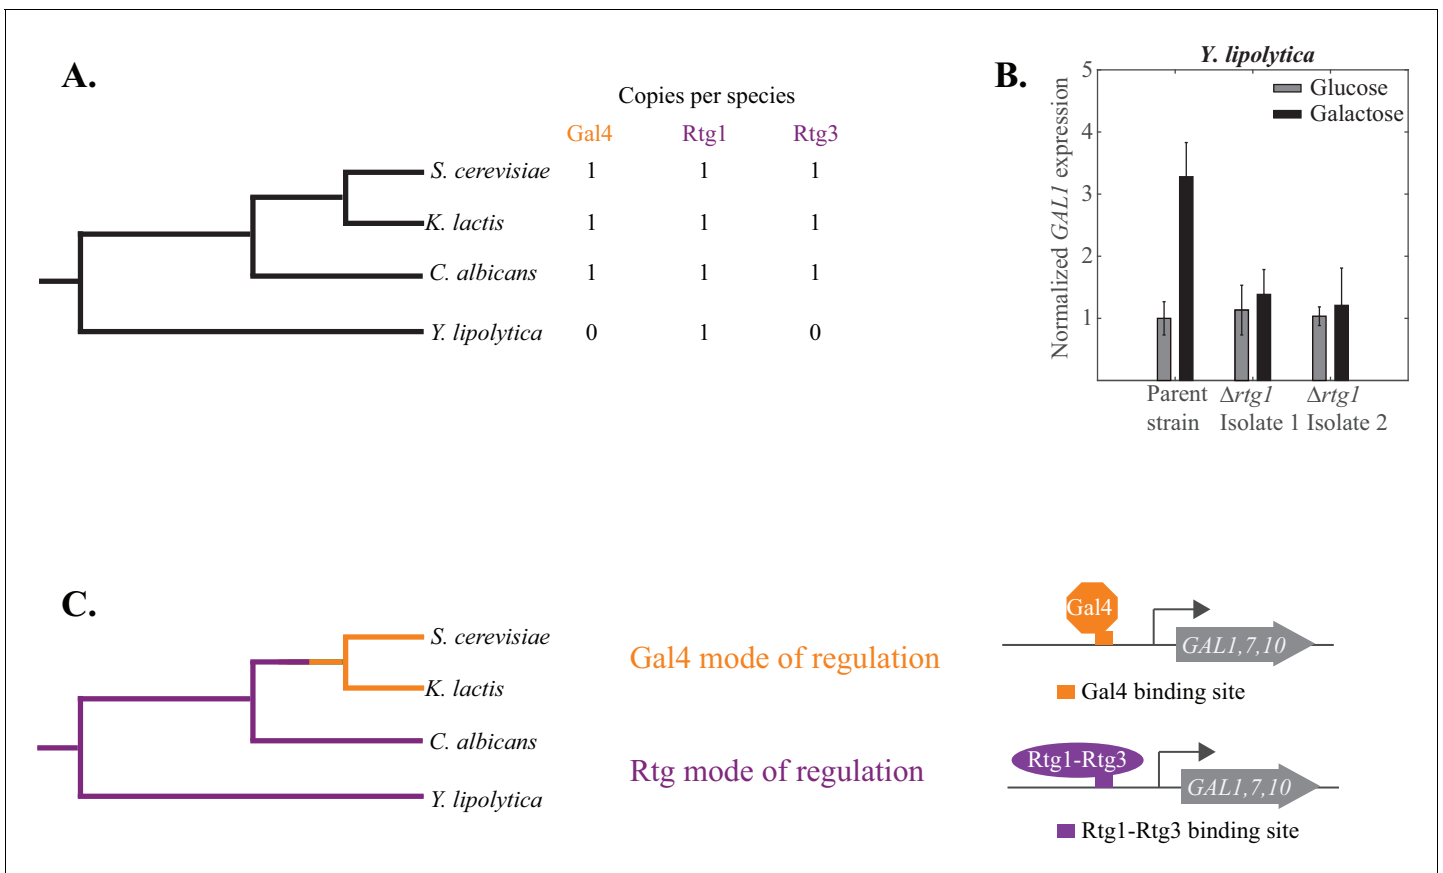 A.
Copies per species
Gal4 Rtg1 Rtg3
S. cerevisiae 1 1 1
K. lactis 1 1 1
C. albicans 1 1 1
Y. lipolytica 0 1 0
B.
Y. lipolytica
Normalized GAL1 expression
5
4
3
2
1
Glucose
Galactose
Parent strain
Δrtg1 Isolate 1
Δrtg1 Isolate 2
C.
S. cerevisiae
K. lactis
C. albicans
Y. lipolytica
Gal4 mode of regulation
Gal4
GAL1,7,10
Gal4 binding site
Rtg mode of regulation
Rtg1-Rtg3
GAL1,7,10
Rtg1-Rtg3 binding site